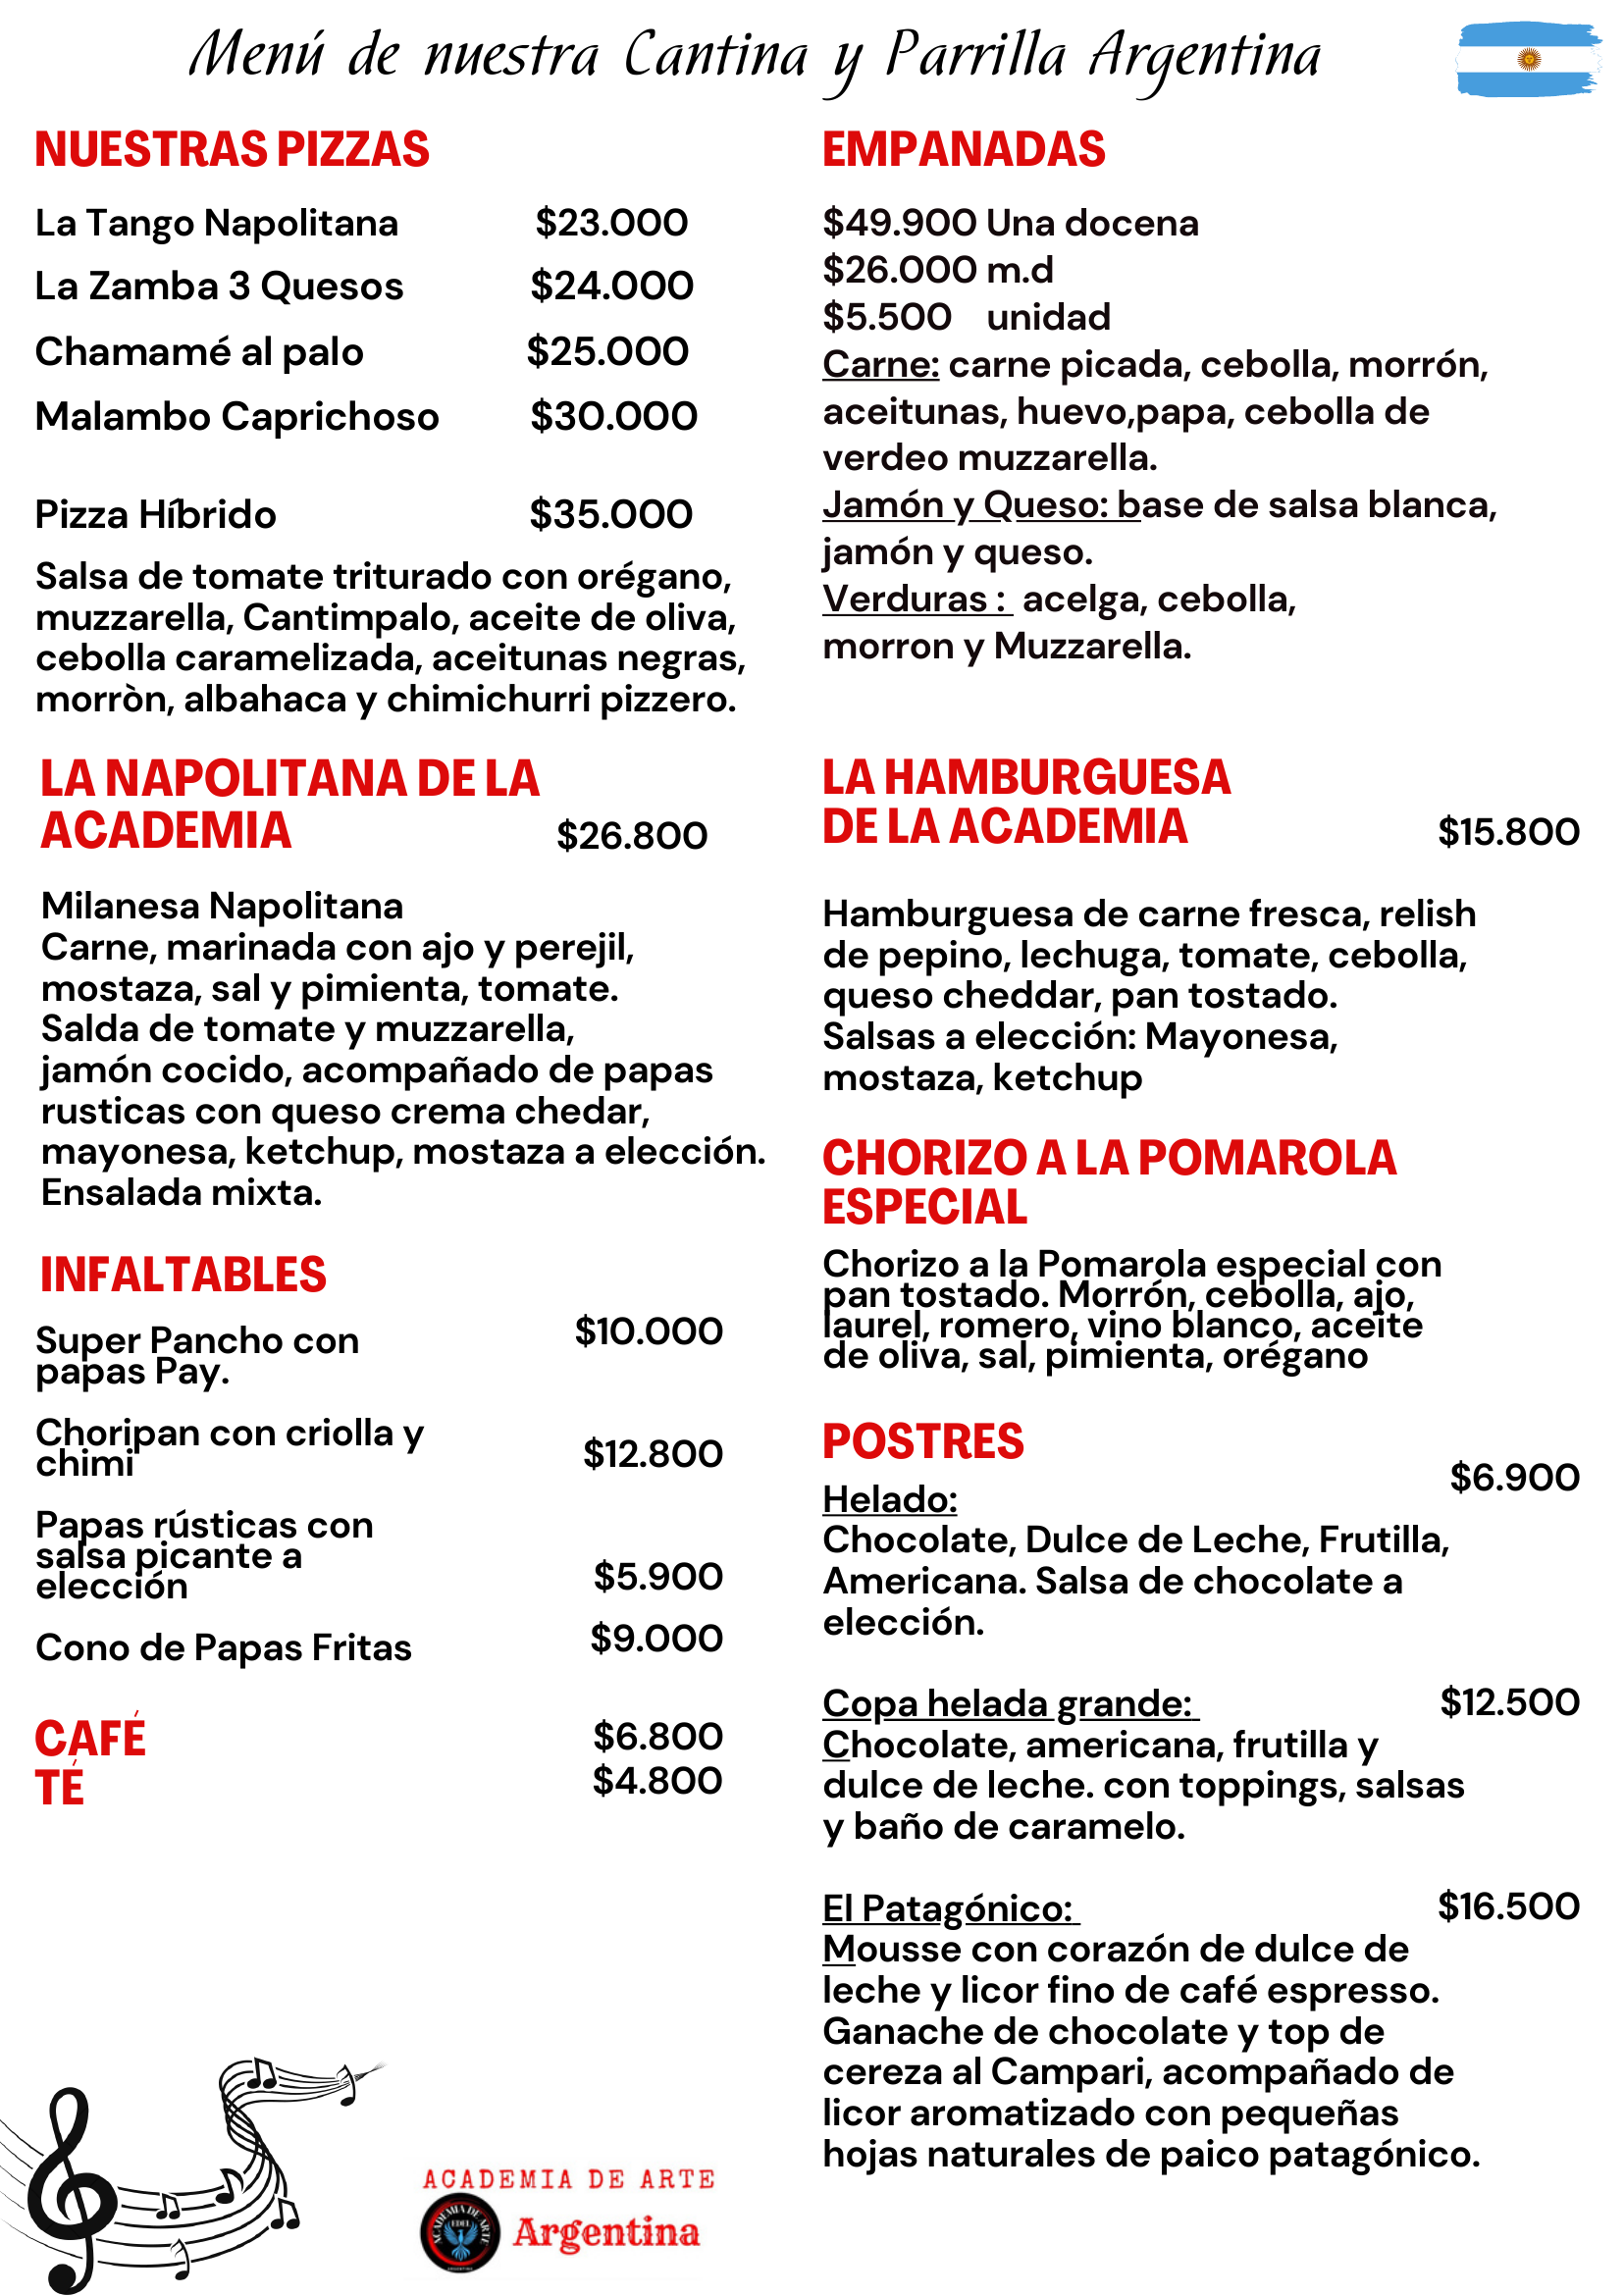 Menú de nuestra Cantina y Parrilla Argentina
NUESTRAS PIZZAS
La Tango Napolitana $23.000
La Zamba 3 Quesos $24.000
Chamamé al palo $25.000
Malambo Caprichoso $30.000
Pizza Híbrido $35.000
Salsa de tomate triturado con orégano,
muzzarella, Cantimpalo, aceite de oliva,
cebolla caramelizada, aceitunas negras,
morròn, albahaca y chimichurri pizzero.
LA NAPOLITANA DE LA
ACADEMIA $26.800
Milanesa Napolitana
Carne, marinada con ajo y perejil,
mostaza, sal y pimienta, tomate.
Salda de tomate y muzzarella,
jamón cocido, acompañado de papas
rusticas con queso crema chedar,
mayonesa, ketchup, mostaza a elección.
Ensalada mixta.
INFALTABLES
Super Pancho con $10.000
papas Pay.
Choripan con criolla y
chimi $12.800
Papas rústicas con
salsa picante a
elección $5.900
Cono de Papas Fritas $9.000
CAFÉ $6.800
TÉ $4.800
EMPANADAS
$49.900 Una docena
$26.000 m.d
$5.500 unidad
Carne: carne picada, cebolla, morrón,
aceitunas, huevo,papa, cebolla de
verdeo muzzarella.
Jamón y Queso: base de salsa blanca,
jamón y queso.
Verduras : acelga, cebolla,
morron y Muzzarella.
LA HAMBURGUESA
DE LA ACADEMIA $15.800
Hamburguesa de carne fresca, relish
de pepino, lechuga, tomate, cebolla,
queso cheddar, pan tostado.
Salsas a elección: Mayonesa,
mostaza, ketchup
CHORIZO A LA POMAROLA
ESPECIAL
Chorizo a la Pomarola especial con
pan tostado. Morrón, cebolla, ajo,
laurel, romero, vino blanco, aceite
de oliva, sal, pimienta, orégano
POSTRES
$6.900
Helado:
Chocolate, Dulce de Leche, Frutilla,
Americana. Salsa de chocolate a
elección.
Copa helada grande: $12.500
Chocolate, americana, frutilla y
dulce de leche. con toppings, salsas
y baño de caramelo.
El Patagónico: $16.500
Mousse con corazón de dulce de
leche y licor fino de café espresso.
Ganache de chocolate y top de
cereza al Campari, acompañado de
licor aromatizado con pequeñas
hojas naturales de paico patagónico.
ACADEMIA DE ARTE
ACADEMIA DE ARTE
EDEL
Argentina